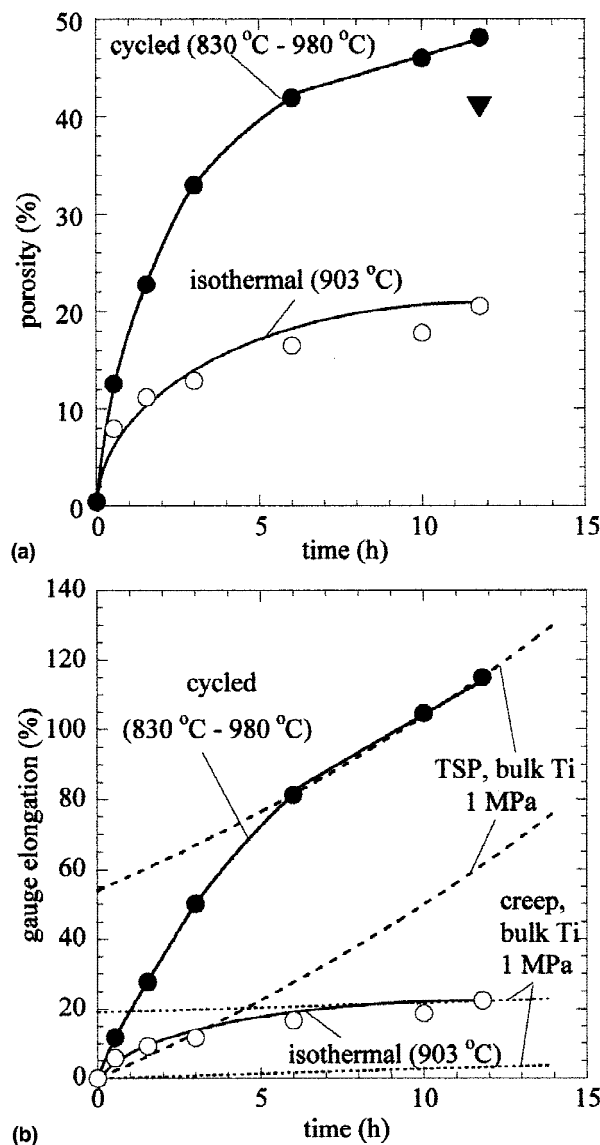 50
cycled (830 °C - 980 °C)
40
30
porosity (%)
isothermal (903 °C)
20
10
0
0 5 10 15
(a)
time (h)
140
120
cycled
100
(830 °C - 980 °C)
gauge elongation (%)
TSP, bulk Ti
1 MPa
80
60
creep,
bulk Ti
1 MPa
40
20
isothermal (903 °C)
0
0 5 10 15
(b)
time (h)